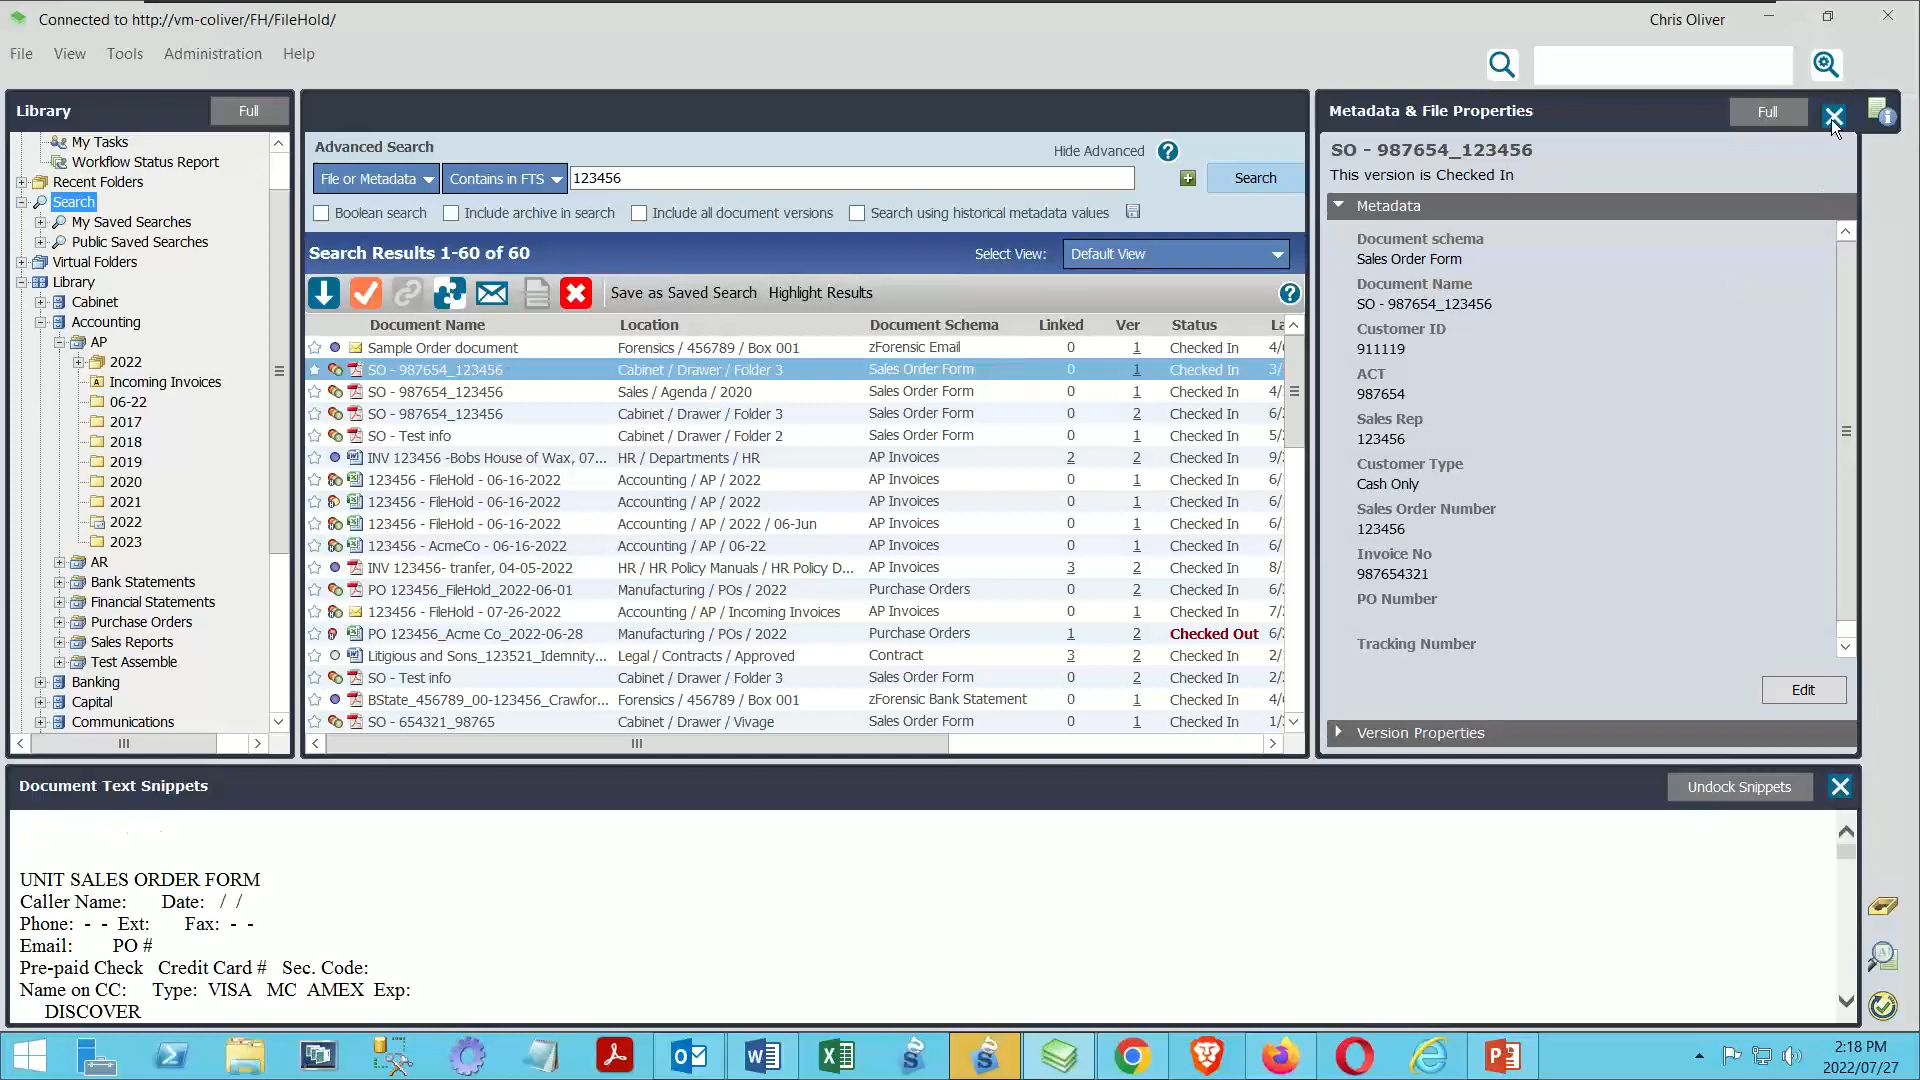 Connected to http://vm-coliver/FH/FileHold/
Chris Oliver
File View Tools Administration Help
Library Full
My Tasks
Workflow Status Report
Recent Folders
Search
My Saved Searches
Public Saved Searches
Virtual Folders
Library
Cabinet
Accounting
AP
2022
Incoming Invoices
06-22
2017
2018
2019
2020
2021
2022
2023
AR
Bank Statements
Financial Statements
Purchase Orders
Sales Reports
Test Assemble
Banking
Capital
Communications
Advanced Search
Hide Advanced
File or Metadata Contains in FTS 123456 Search
Boolean search Include archive in search Include all document versions Search using historical metadata values
Search Results 1-60 of 60 Select View: Default View
Save as Saved Search Highlight Results
Document Name Location Document Schema Linked Ver Status La
Sample Order document Forensics / 456789 / Box 001 zForensic Email 0 1 Checked In 4/
SO - 987654_123456 Cabinet / Drawer / Folder 3 Sales Order Form 0 1 Checked In 3/
SO - 987654_123456 Sales / Agenda / 2020 Sales Order Form 0 1 Checked In 4/
SO - 987654_123456 Cabinet / Drawer / Folder 3 Sales Order Form 0 2 Checked In 6/
SO - Test info Cabinet / Drawer / Folder 2 Sales Order Form 0 1 Checked In 5/
INV 123456 -Bobs House of Wax, 07... HR / Departments / HR AP Invoices 2 2 Checked In 9/
123456 - FileHold - 06-16-2022 Accounting / AP / 2022 AP Invoices 0 1 Checked In 6/
123456 - FileHold - 06-16-2022 Accounting / AP / 2022 AP Invoices 0 1 Checked In 6/
123456 - FileHold - 06-16-2022 Accounting / AP / 2022 / 06-Jun AP Invoices 0 1 Checked In 6/
123456 - AcmeCo - 06-16-2022 Accounting / AP / 06-22 AP Invoices 0 1 Checked In 6/
INV 123456- tranfer, 04-05-2022 HR / HR Policy Manuals / HR Policy D... AP Invoices 3 2 Checked In 8/
PO 123456_FileHold_2022-06-01 Manufacturing / POs / 2022 Purchase Orders 0 2 Checked In 6/
123456 - FileHold - 07-26-2022 Accounting / AP / Incoming Invoices AP Invoices 0 1 Checked In 7/
PO 123456_Acme Co_2022-06-28 Manufacturing / POs / 2022 Purchase Orders 1 2 Checked Out 6/
Litigious and Sons_123521_Idemnity... Legal / Contracts / Approved Contract 3 2 Checked In 2/
SO - Test info Cabinet / Drawer / Folder 3 Sales Order Form 0 2 Checked In 2/
BState_456789_00-123456_Crawfor... Forensics / 456789 / Box 001 zForensic Bank Statement 0 1 Checked In 4/
SO - 654321_98765 Cabinet / Drawer / Vivage Sales Order Form 0 1 Checked In 1/
Metadata & File Properties Full
SO - 987654_123456
This version is Checked In
Metadata
Document schema
Sales Order Form
Document Name
SO - 987654_123456
Customer ID
911119
ACT
987654
Sales Rep
123456
Customer Type
Cash Only
Sales Order Number
123456
Invoice No
987654321
PO Number
Tracking Number
Edit
Version Properties
Document Text Snippets Undock Snippets
UNIT SALES ORDER FORM
Caller Name: Date: / /
Phone: - - Ext: Fax: - -
Email: PO #
Pre-paid Check Credit Card # Sec. Code:
Name on CC: Type: VISA MC AMEX Exp:
DISCOVER
2:18 PM
2022/07/27